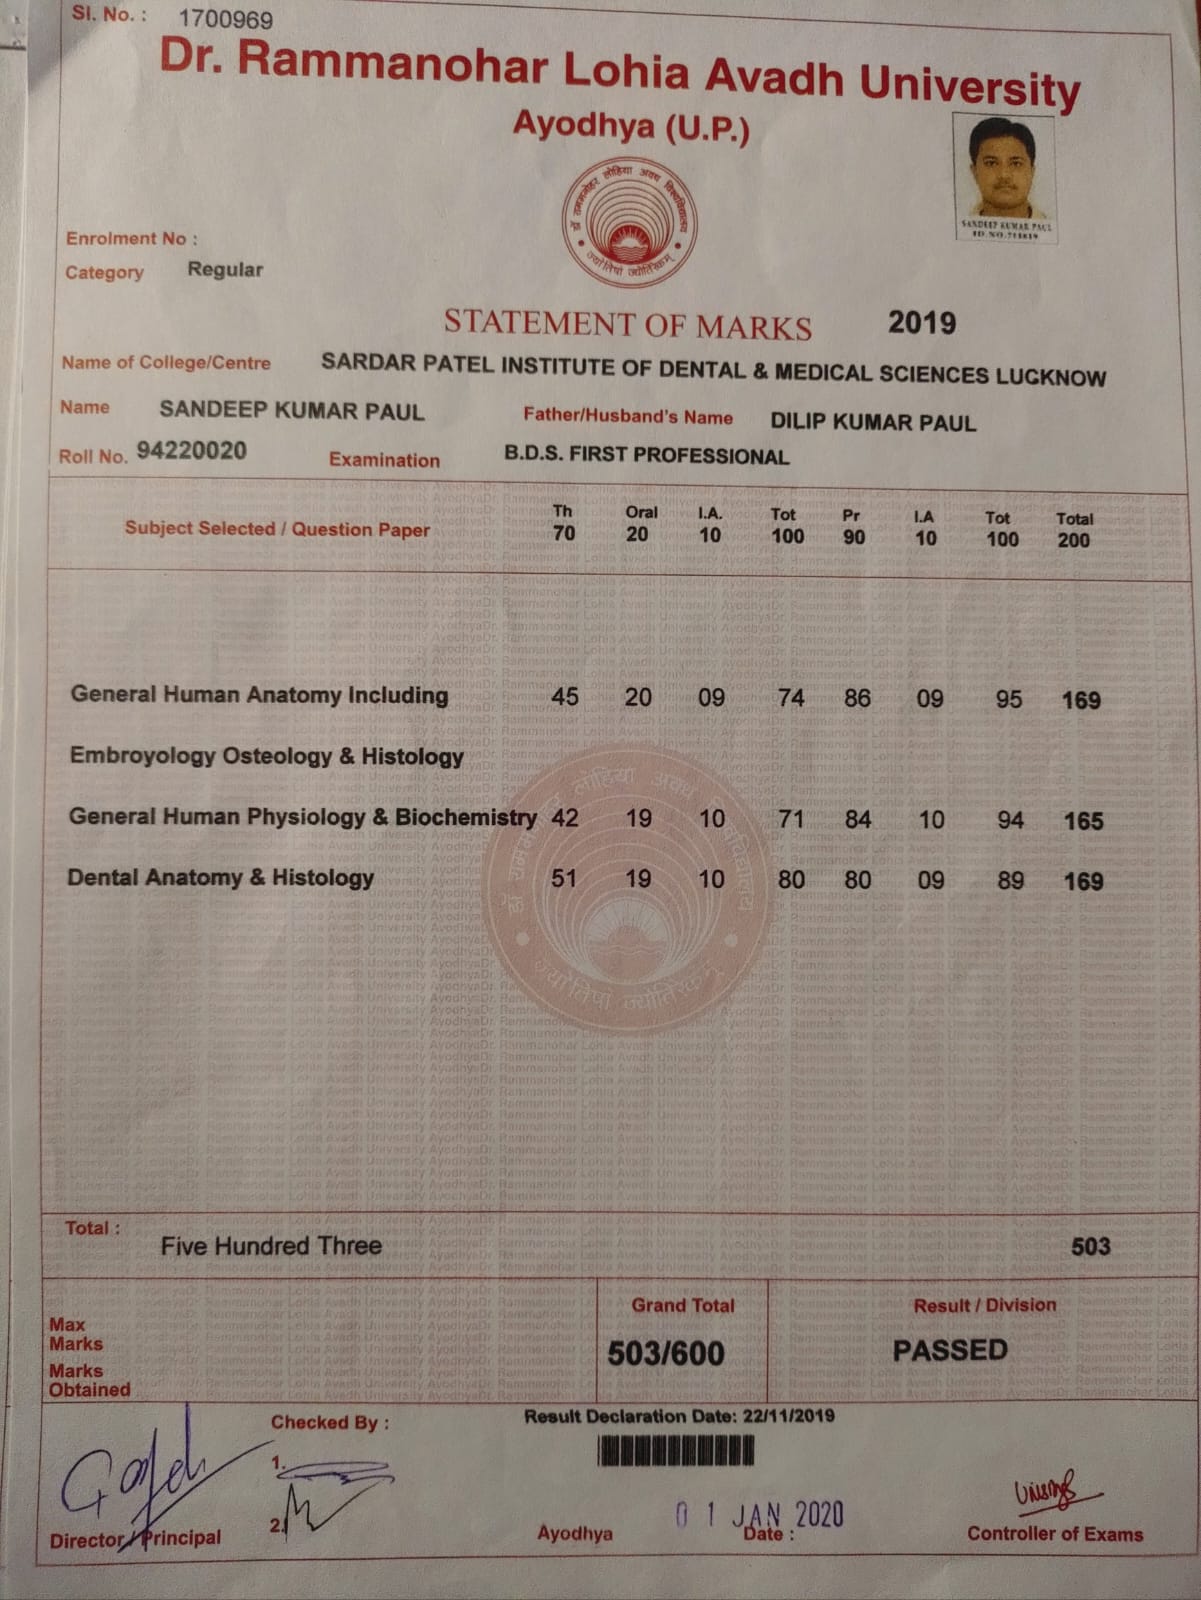 Sl. No. : 1700969
Dr. Rammanohar Lohia Avadh University
Ayodhya (U.P.)
डॉ राममनोहर लोहिया अवध विश्वविद्यालय
ज्योतिषां ज्योतिरकम्
SANDEEP KUMAR PAUL
ID.NO.711819
Enrolment No :
Category Regular
STATEMENT OF MARKS 2019
Name of College/Centre SARDAR PATEL INSTITUTE OF DENTAL & MEDICAL SCIENCES LUCKNOW
Name SANDEEP KUMAR PAUL Father/Husband's Name DILIP KUMAR PAUL
Roll No. 94220020 Examination B.D.S. FIRST PROFESSIONAL
Subject Selected / Question Paper Th Oral I.A. Tot Pr I.A Tot Total
70 20 10 100 90 10 100 200
General Human Anatomy Including 45 20 09 74 86 09 95 169
Embroyology Osteology & Histology
General Human Physiology & Biochemistry 42 19 10 71 84 10 94 165
Dental Anatomy & Histology 51 19 10 80 80 09 89 169
Total :
Five Hundred Three 503
Grand Total Result / Division
Max
Marks
503/600 PASSED
Marks
Obtained
Checked By : Result Declaration Date: 22/11/2019
1.
2.
01 JAN 2020
Director / Principal Ayodhya Date : Controller of Exams